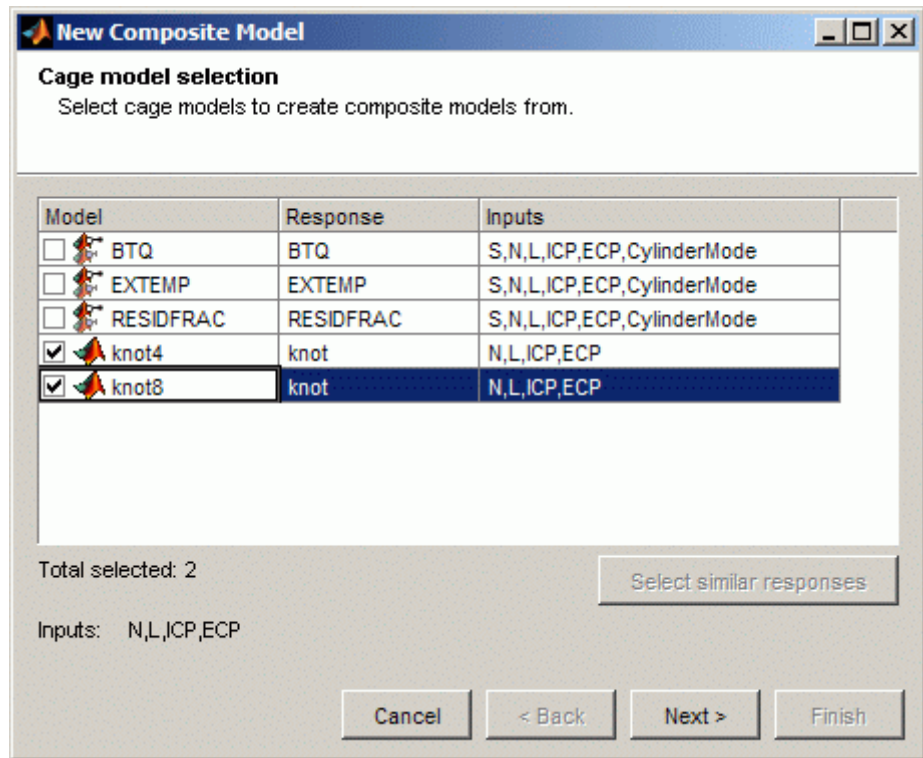 New Composite Model
Cage model selection
Select cage models to create composite models from.
Model Response Inputs
BTQ BTQ S,N,L,ICP,ECP,CylinderMode
EXTEMP EXTEMP S,N,L,ICP,ECP,CylinderMode
RESIDFRAC RESIDFRAC S,N,L,ICP,ECP,CylinderMode
knot4 knot N,L,ICP,ECP
knot8 knot N,L,ICP,ECP
Total selected: 2
Select similar responses
Inputs: N,L,ICP,ECP
Cancel < Back Next > Finish